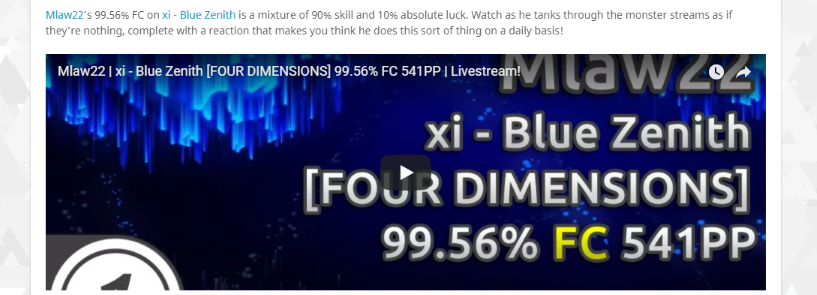 Mlaw22's 99.56% FC on xi - Blue Zenith is a mixture of 90% skill and 10% absolute luck. Watch as he tanks through the monster streams as if
they're nothing, complete with a reaction that makes you think he does this sort of thing on a daily basis!
Mlaw22 | xi - Blue Zenith [FOUR DIMENSIONS] 99.56% FC 541PP | Livestream!
Mlaw22
xi - Blue Zenith
[FOUR DIMENSIONS]
99.56% FC 541PP
1